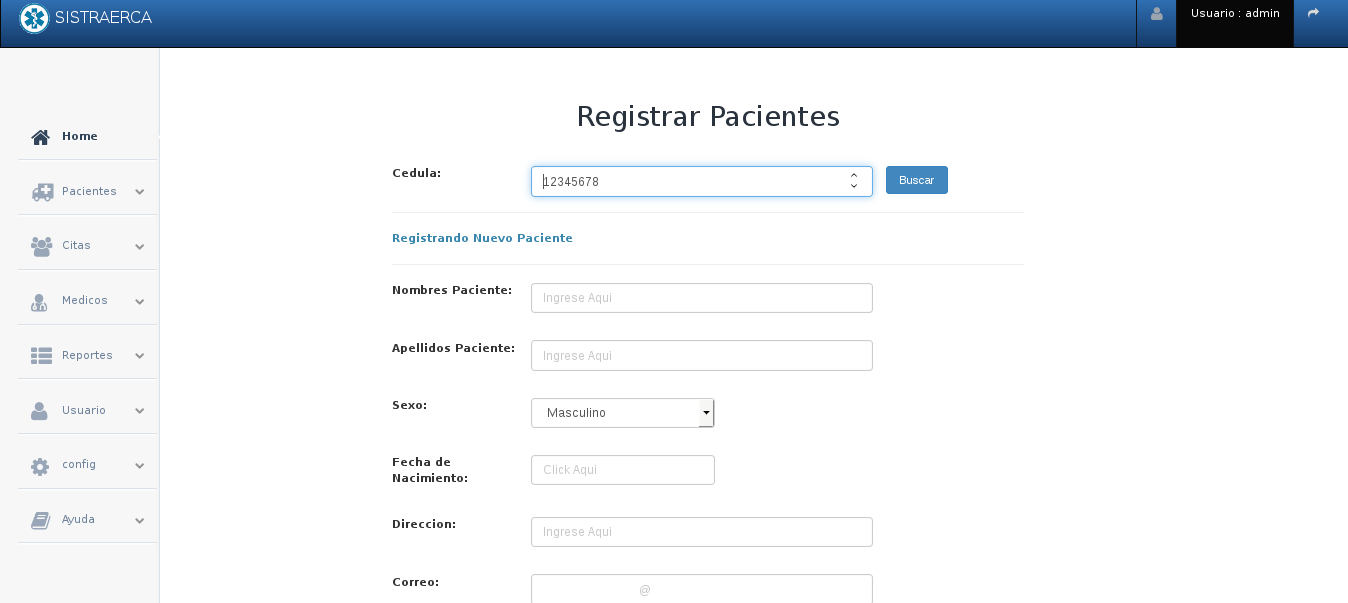 SISTRAERCA
Usuario : admin
Home
Pacientes
Citas
Medicos
Reportes
Usuario
config
Ayuda
Registrar Pacientes
Cedula:
12345678
Buscar
Registrando Nuevo Paciente
Nombres Paciente:
Ingrese Aqui
Apellidos Paciente:
Ingrese Aqui
Sexo:
Masculino
Fecha de
Nacimiento:
Click Aqui
Direccion:
Ingrese Aqui
Correo:
@